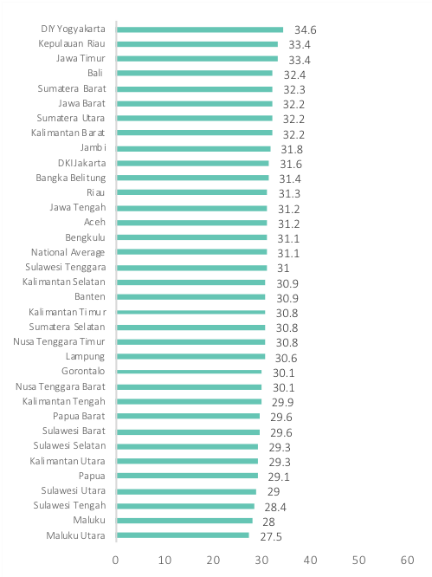 DIY Yogyakarta 34.6
Kepulauan Riau 33.4
Jawa Timur 33.4
Bali 32.4
Sumatera Barat 32.3
Jawa Barat 32.2
Sumatera Utara 32.2
Kalimantan Barat 32.2
Jambi 31.8
DKI Jakarta 31.6
Bangka Belitung 31.4
Riau 31.3
Jawa Tengah 31.2
Aceh 31.2
Bengkulu 31.1
National Average 31.1
Sulawesi Tenggara 31
Kalimantan Selatan 30.9
Banten 30.9
Kalimantan Timur 30.8
Sumatera Selatan 30.8
Nusa Tenggara Timur 30.8
Lampung 30.6
Gorontalo 30.1
Nusa Tenggara Barat 30.1
Kalimantan Tengah 29.9
Papua Barat 29.6
Sulawesi Barat 29.6
Sulawesi Selatan 29.3
Kalimantan Utara 29.3
Papua 29.1
Sulawesi Utara 29
Sulawesi Tengah 28.4
Maluku 28
Maluku Utara 27.5
0 10 20 30 40 50 60